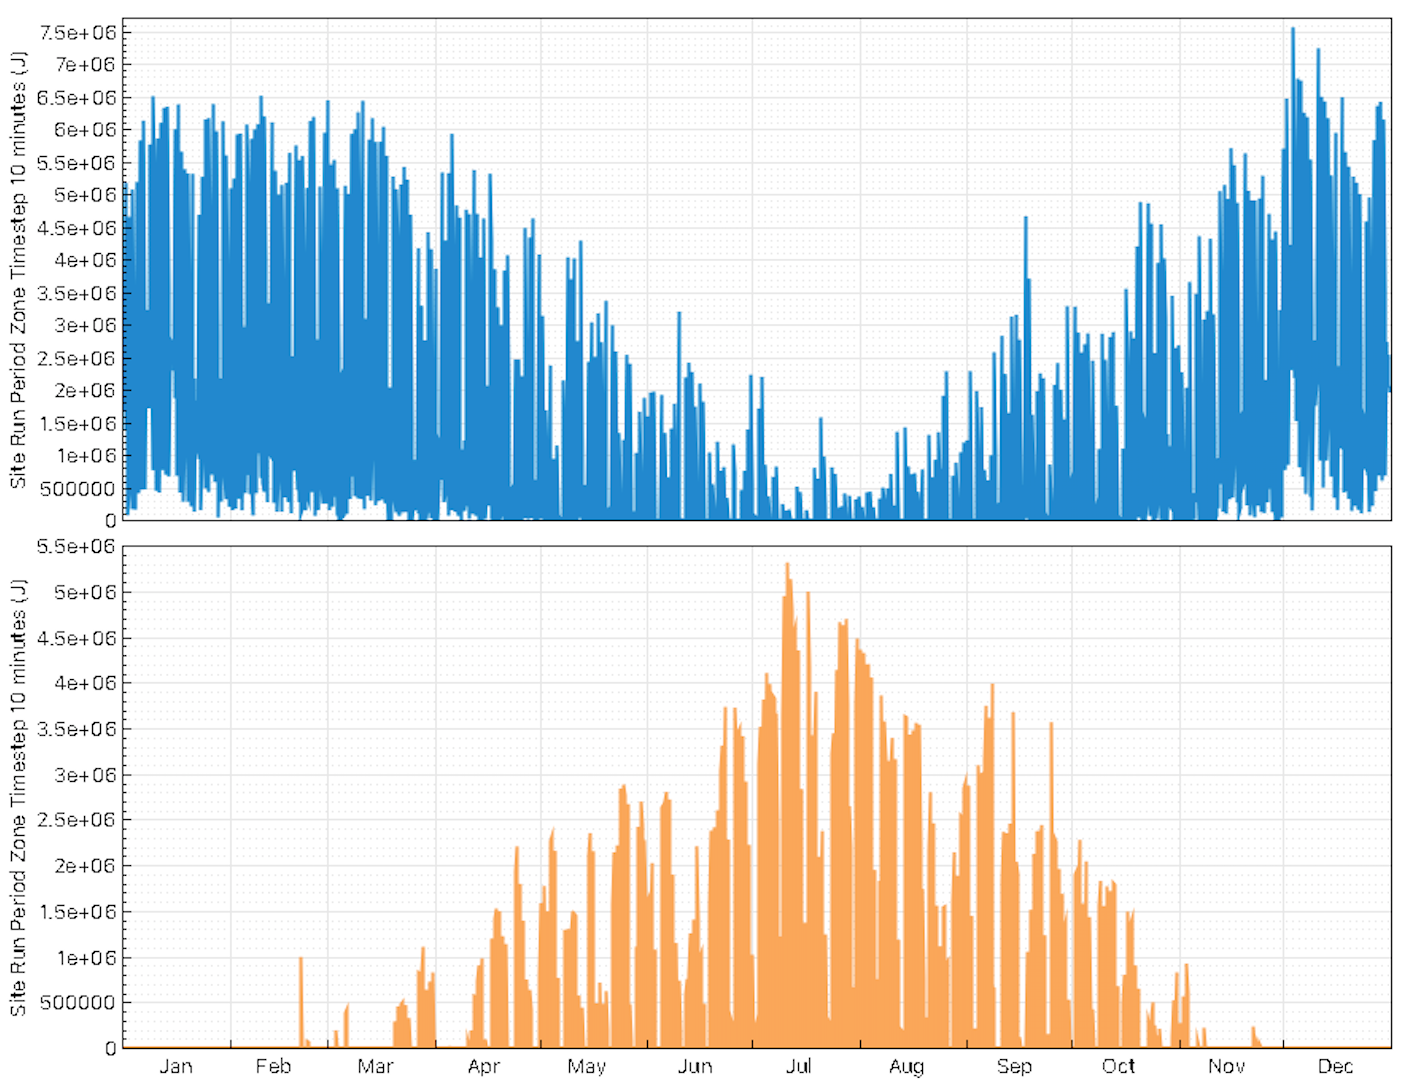 Site Run Period Zone Timestep 10 minutes (J)
7.5e+06
7e+06
6.5e+06
6e+06
5.5e+06
5e+06
4.5e+06
4e+06
3.5e+06
3e+06
2.5e+06
2e+06
1.5e+06
1e+06
500000
0
Site Run Period Zone Timestep 10 minutes (J)
5.5e+06
5e+06
4.5e+06
4e+06
3.5e+06
3e+06
2.5e+06
2e+06
1.5e+06
1e+06
500000
0
Jan Feb Mar Apr May Jun Jul Aug Sep Oct Nov Dec